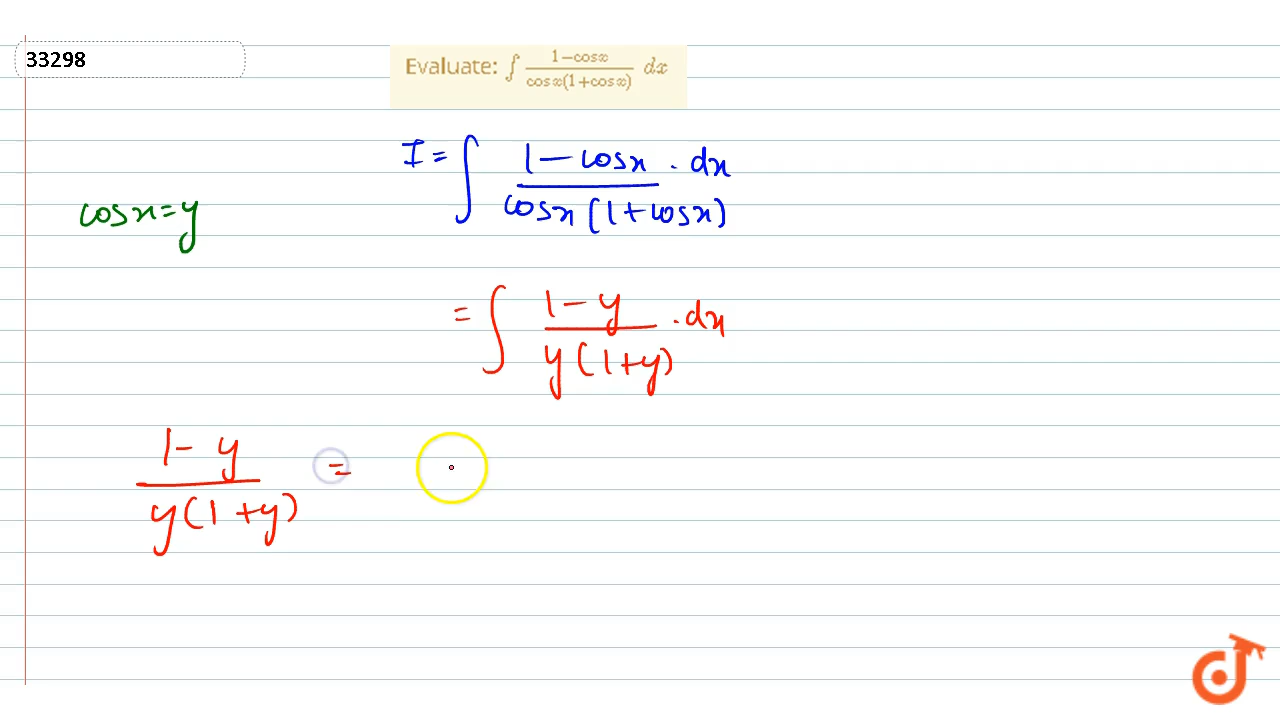 33298
Evaluate: ∫ (1−cosx)/(cosx(1+cosx)) dx
I = ∫ (1−cosx)/(cosx(1+cosx)) · dx
cosx=y
= ∫ (1−y)/(y(1+y)) · dx
(1−y)/(y(1+y)) =